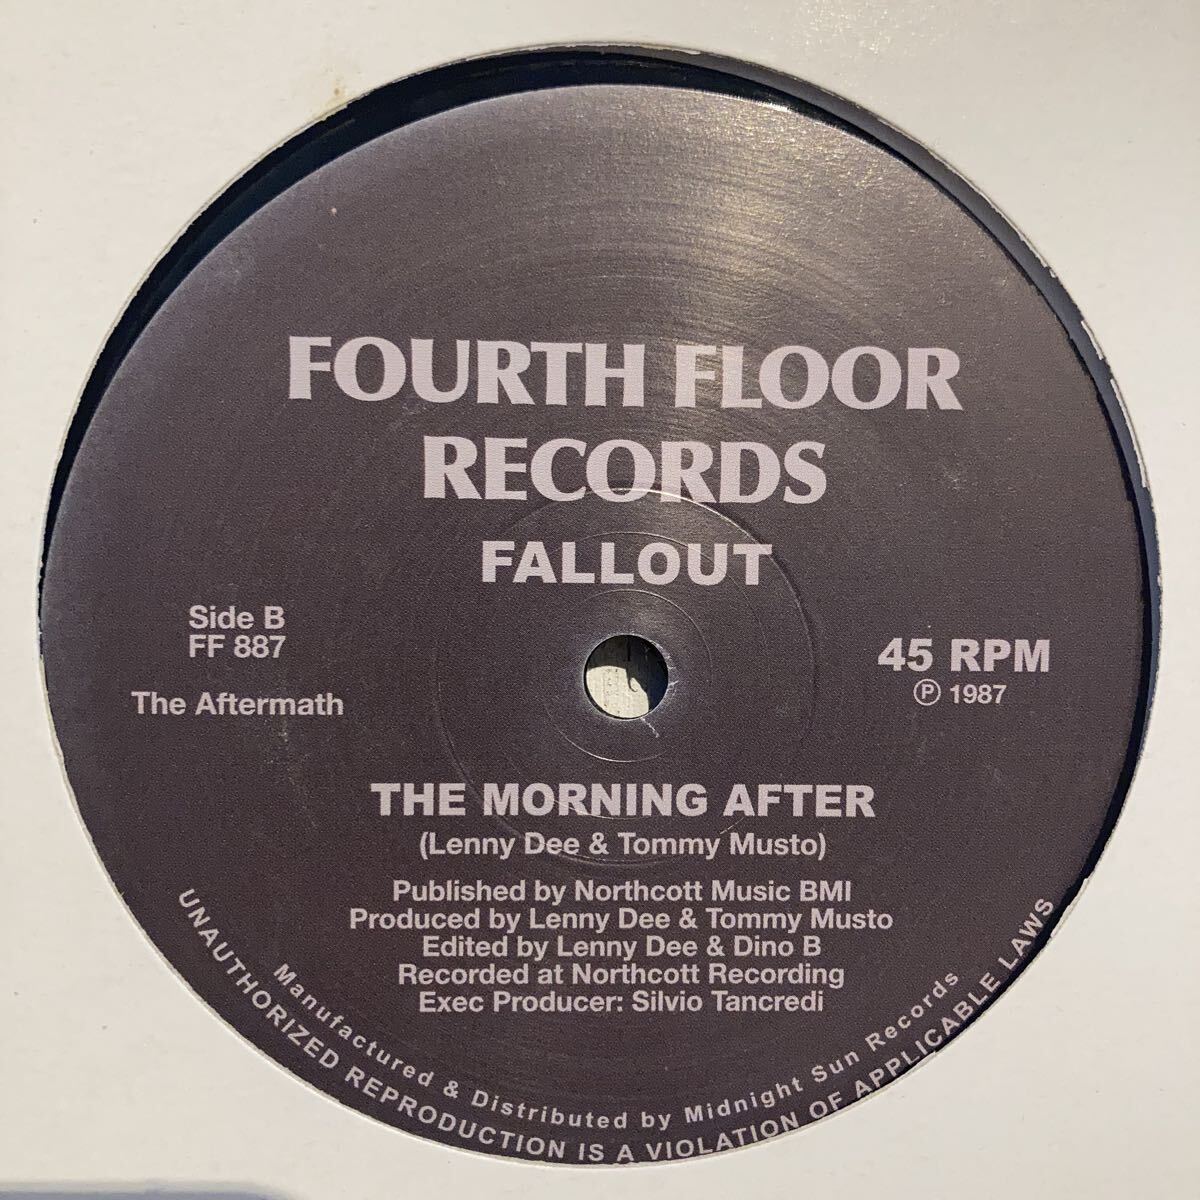 FOURTH FLOOR
RECORDS
FALLOUT
Side B
FF 887
The Aftermath
45 RPM
℗ 1987
THE MORNING AFTER
(Lenny Dee & Tommy Musto)
Published by Northcott Music BMI
Produced by Lenny Dee & Tommy Musto
Edited by Lenny Dee & Dino B
Recorded at Northcott Recording
Exec Producer: Silvio Tancredi
Manufactured & Distributed by Midnight Sun Records
UNAUTHORIZED REPRODUCTION IS A VIOLATION OF APPLICABLE LAWS